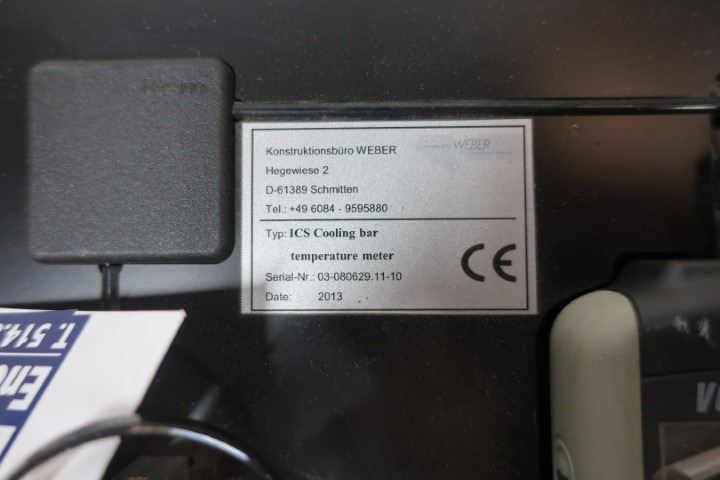 Konstruktionsbüro WEBER
WEBER
Hegewiese 2
D-61389 Schmitten
Tel.: +49 6084 - 9595880
Typ: ICS Cooling bar
temperature meter
Serial-Nr.: 03-080629.11-10
Date: 2013
CE
T. 514.